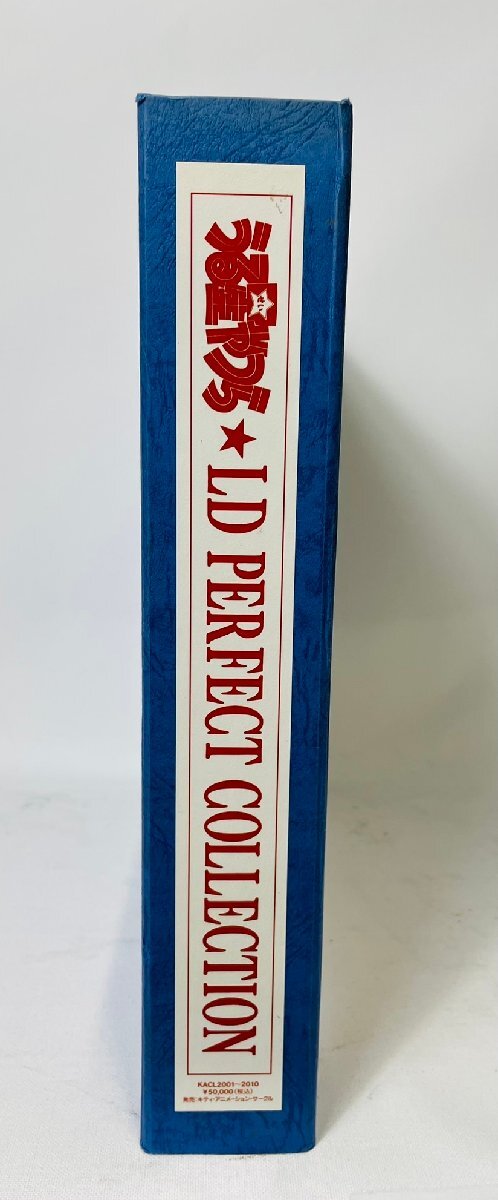 うる星やつら
★LD PERFECT COLLECTION
KACL2001〜2010
￥50,000(税込)
発売:キティ・アニメーション・サークル